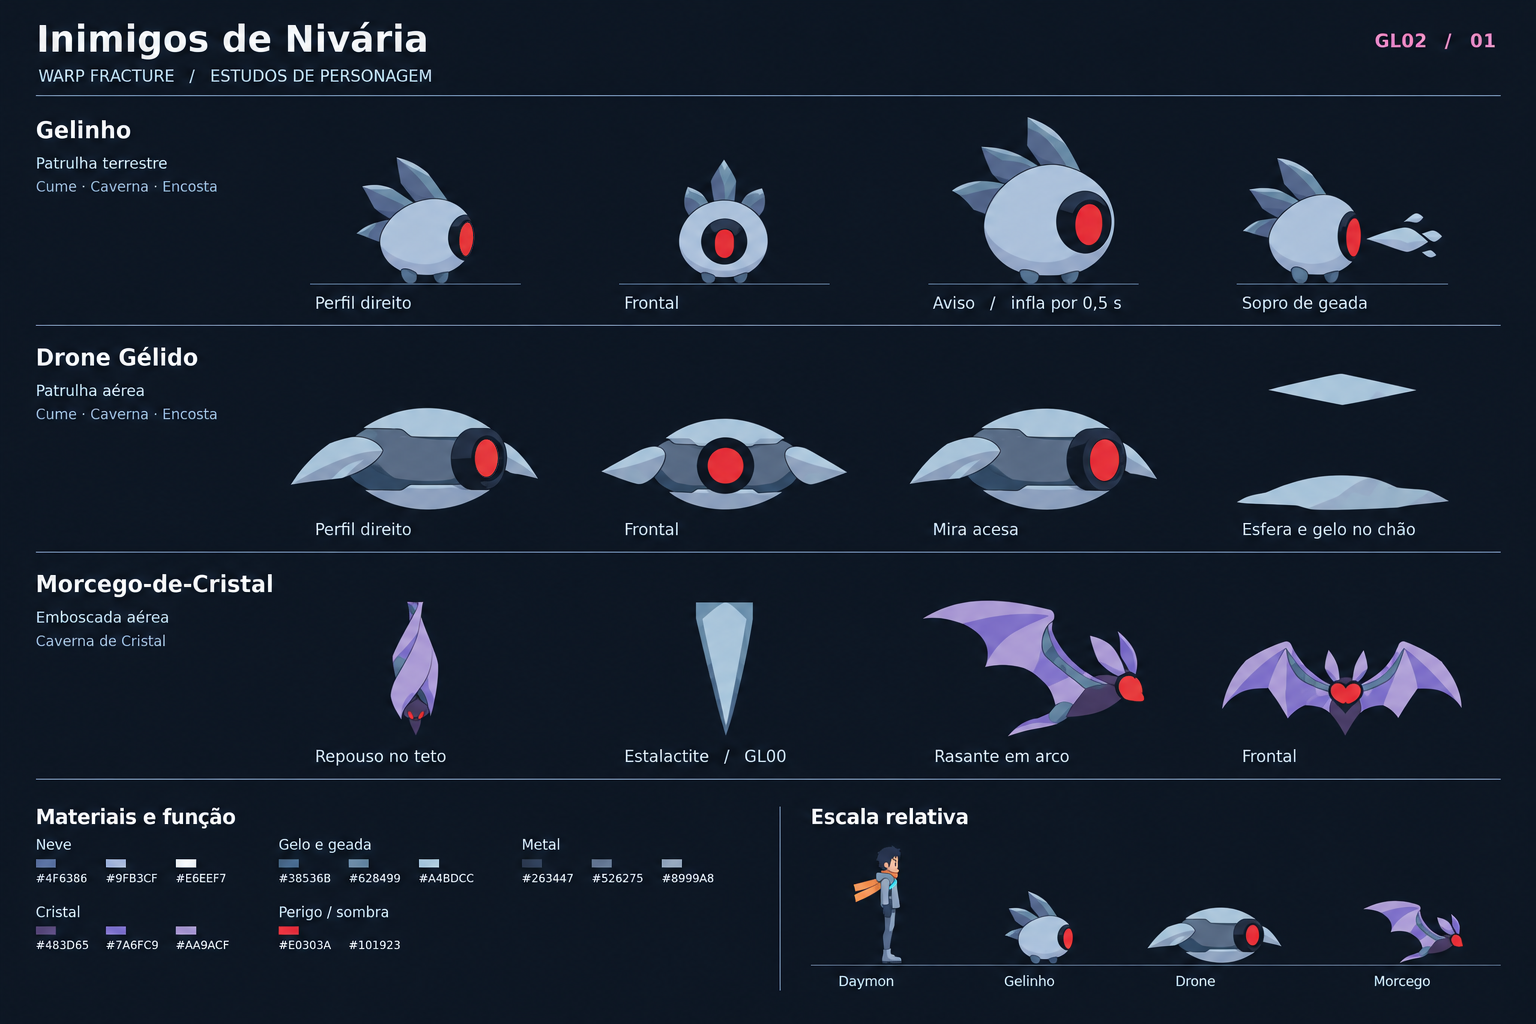 Inimigos de Nivária
GL02 / 01
WARP FRACTURE / ESTUDOS DE PERSONAGEM
Gelinho
Patrulha terrestre
Cume · Caverna · Encosta
Perfil direito
Frontal
Aviso / infla por 0,5 s
Sopro de geada
Drone Gélido
Patrulha aérea
Cume · Caverna · Encosta
Perfil direito
Frontal
Mira acesa
Esfera e gelo no chão
Morcego-de-Cristal
Emboscada aérea
Caverna de Cristal
Repouso no teto
Estalactite / GL00
Rasante em arco
Frontal
Materiais e função
Neve
#4F6386 #9FB3CF #E6EEF7
Gelo e geada
#38536B #628499 #A4BDCC
Metal
#263447 #526275 #8999A8
Cristal
#483D65 #7A6FC9 #AA9ACF
Perigo / sombra
#E0303A #101923
Escala relativa
Daymon
Gelinho
Drone
Morcego